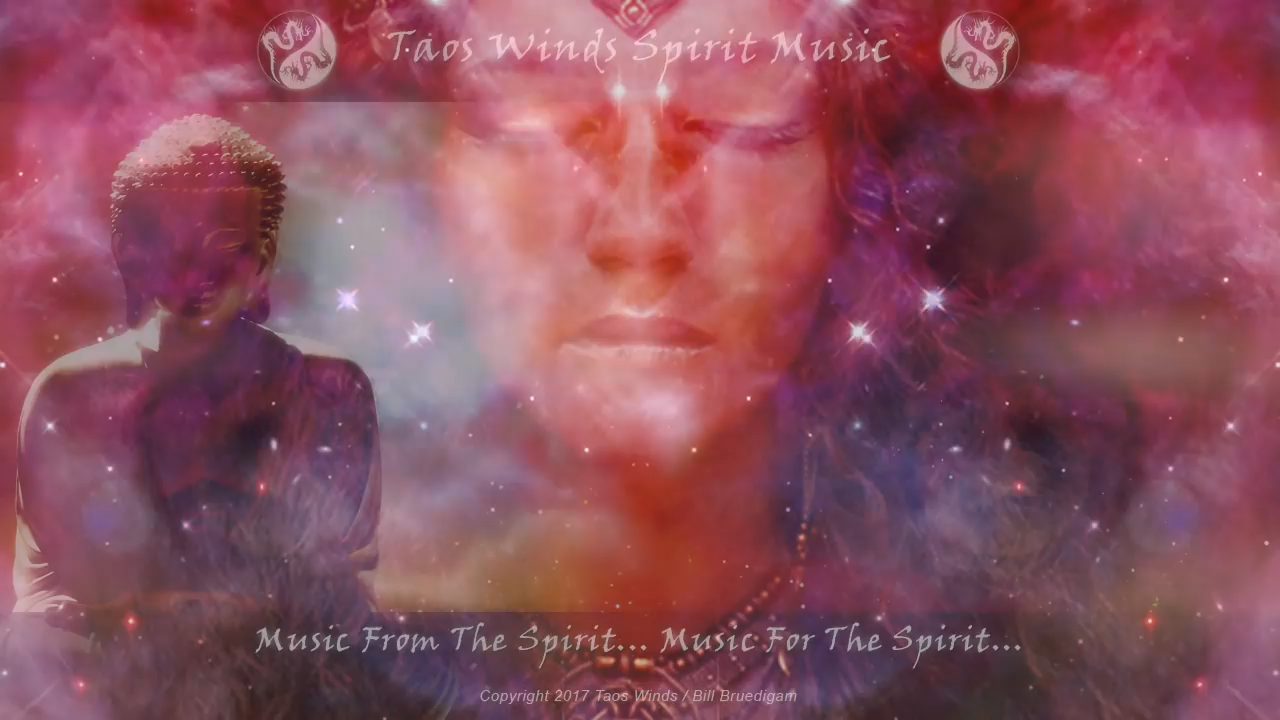 Taos Winds Spirit Music
Music From The Spirit... Music For The Spirit...
Copyright 2017 Taos Winds / Bill Bruedigam